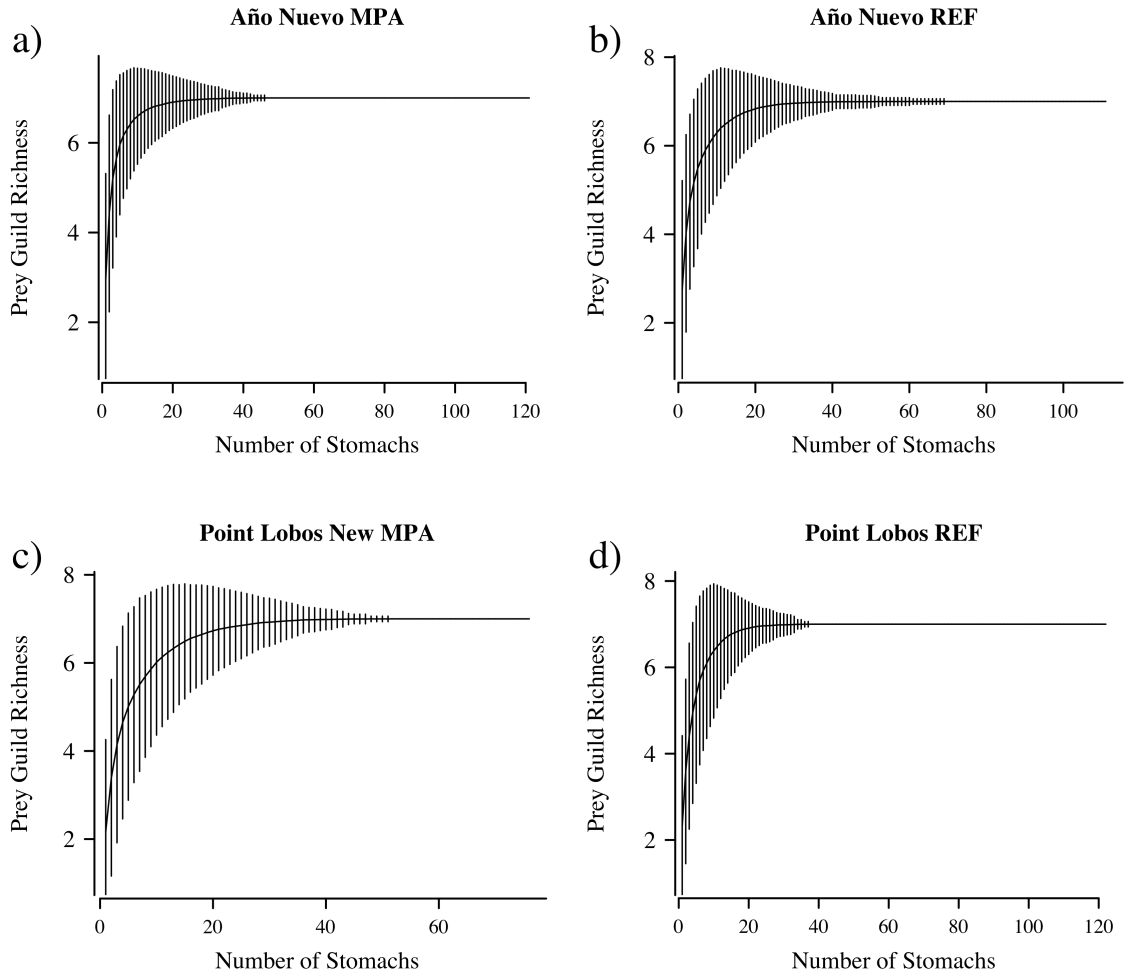 a)
Año Nuevo MPA
Prey Guild Richness
6
4
2
0 20 40 60 80 100 120
Number of Stomachs
b)
Año Nuevo REF
Prey Guild Richness
8
6
4
2
0 20 40 60 80 100
Number of Stomachs
c)
Point Lobos New MPA
Prey Guild Richness
8
6
4
2
0 20 40 60
Number of Stomachs
d)
Point Lobos REF
Prey Guild Richness
8
6
4
2
0 20 40 60 80 100 120
Number of Stomachs